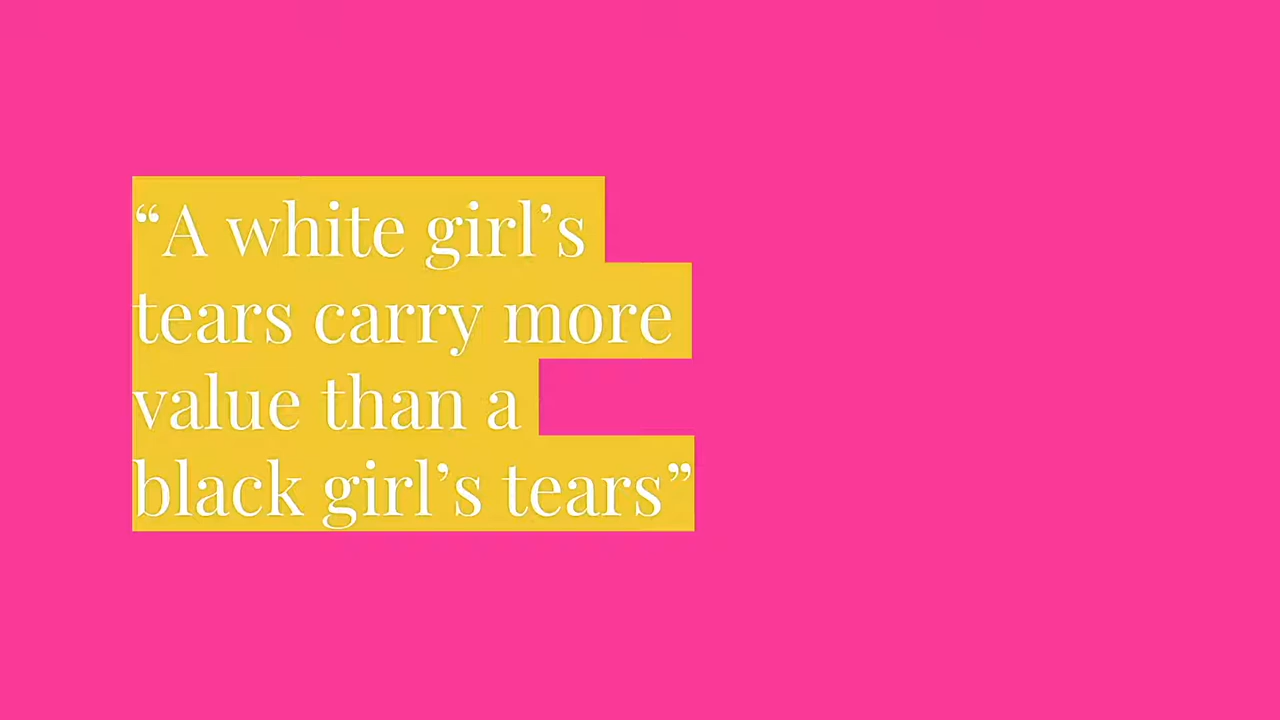 “A white girl’s
tears carry more
value than a
black girl’s tears”